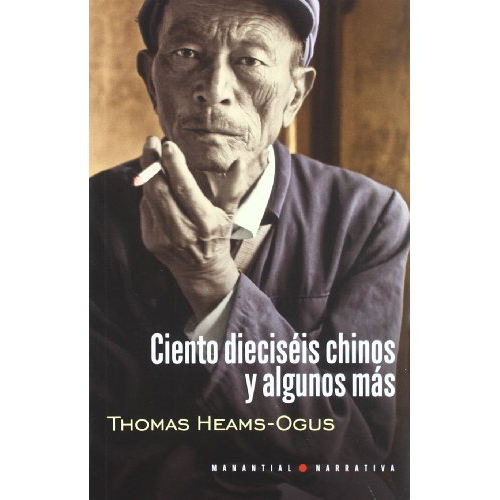 Ciento dieciséis chinos
y algunos más
THOMAS HEAMS-OGUS
MANANTIAL NARRATIVA